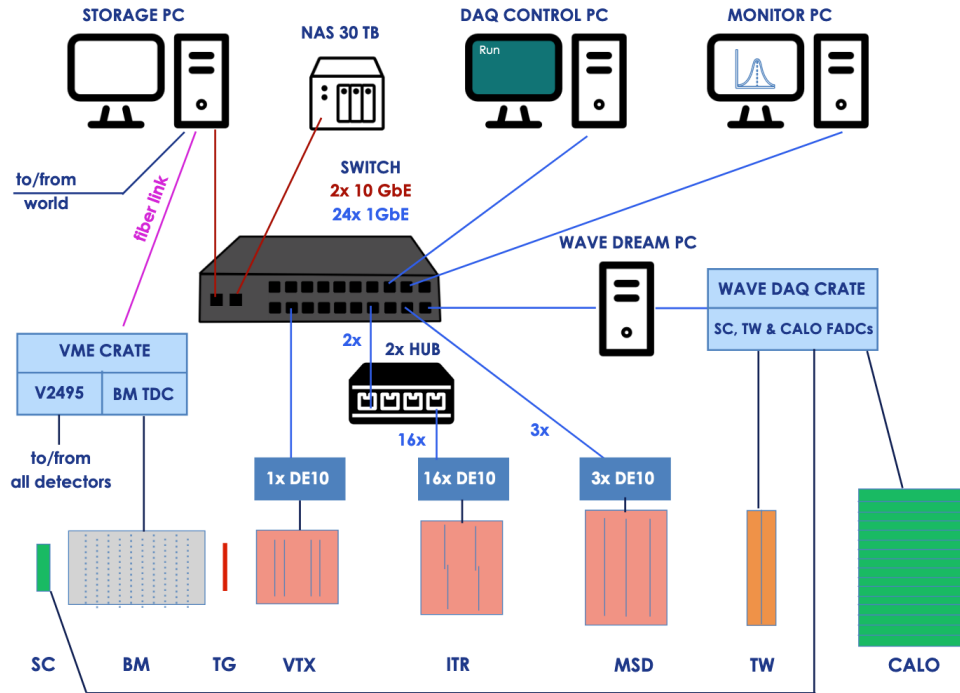 STORAGE PC
NAS 30 TB
DAQ CONTROL PC
MONITOR PC
Run
to/from
world
fiber link
SWITCH
2x 10 GbE
24x 1GbE
WAVE DREAM PC
WAVE DAQ CRATE
SC, TW & CALO FADCs
VME CRATE
V2495
BM TDC
2x
2x HUB
16x
3x
to/from
all detectors
1x DE10
16x DE10
3x DE10
SC
BM
TG
VTX
ITR
MSD
TW
CALO